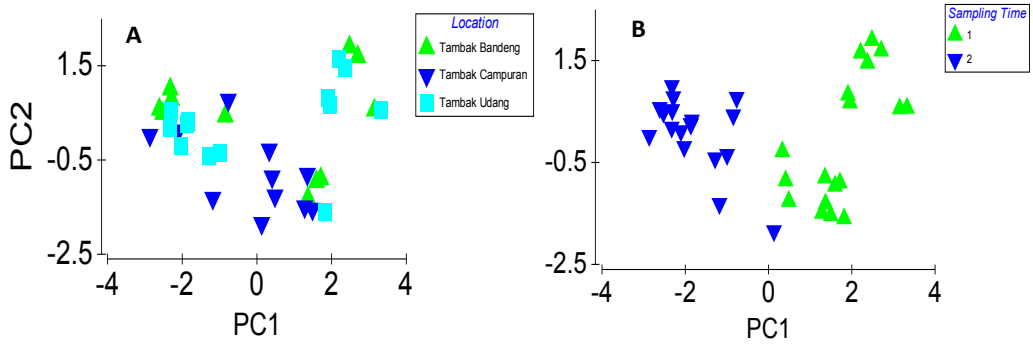 A
Location
Tambak Bandeng
Tambak Campuran
Tambak Udang
PC2
1.5
-0.5
-2.5
-4
-2
0
2
4
PC1
B
Sampling Time
1
2
1.5
-0.5
-2.5
-4
-2
0
2
4
PC1